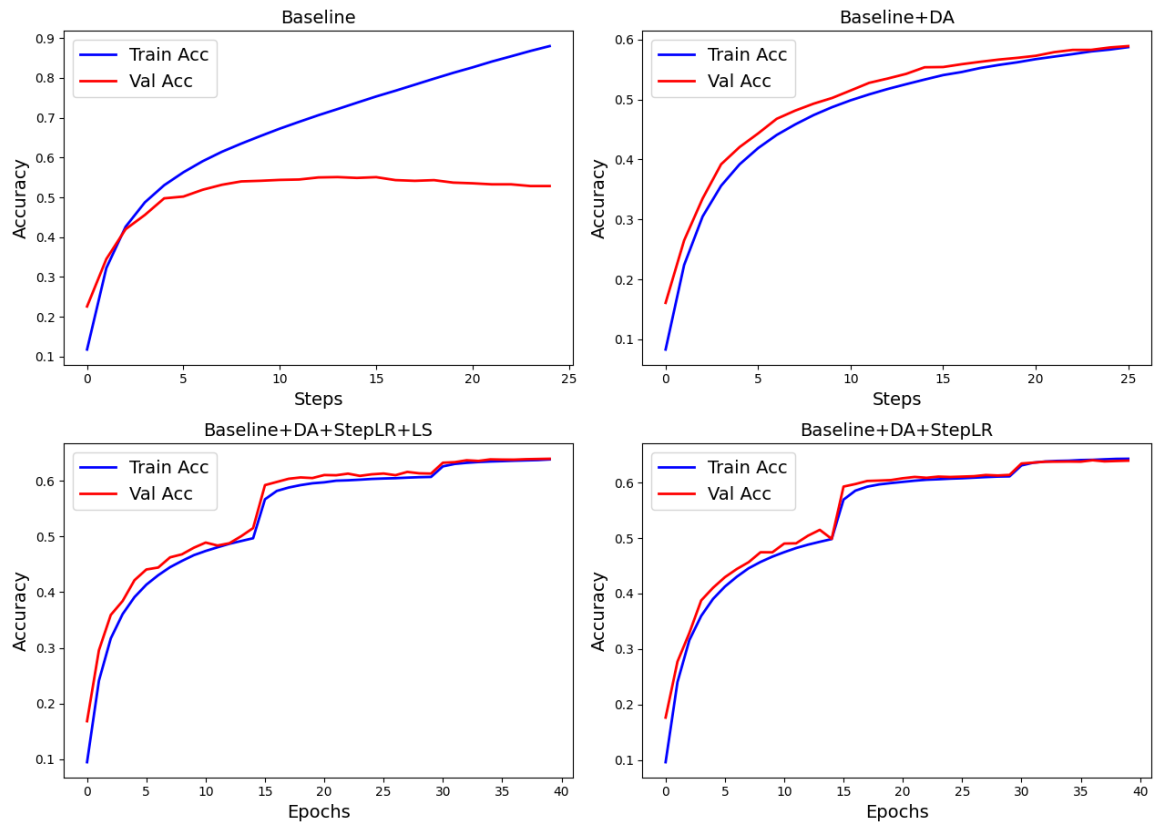 Baseline
Train Acc
Val Acc
Accuracy
0.9
0.8
0.7
0.6
0.5
0.4
0.3
0.2
0.1
0 5 10 15 20 25
Steps
Baseline+DA
Train Acc
Val Acc
Accuracy
0.6
0.5
0.4
0.3
0.2
0.1
0 5 10 15 20 25
Steps
Baseline+DA+StepLR+LS
Train Acc
Val Acc
Accuracy
0.6
0.5
0.4
0.3
0.2
0.1
0 5 10 15 20 25 30 35 40
Epochs
Baseline+DA+StepLR
Train Acc
Val Acc
Accuracy
0.6
0.5
0.4
0.3
0.2
0.1
0 5 10 15 20 25 30 35 40
Epochs